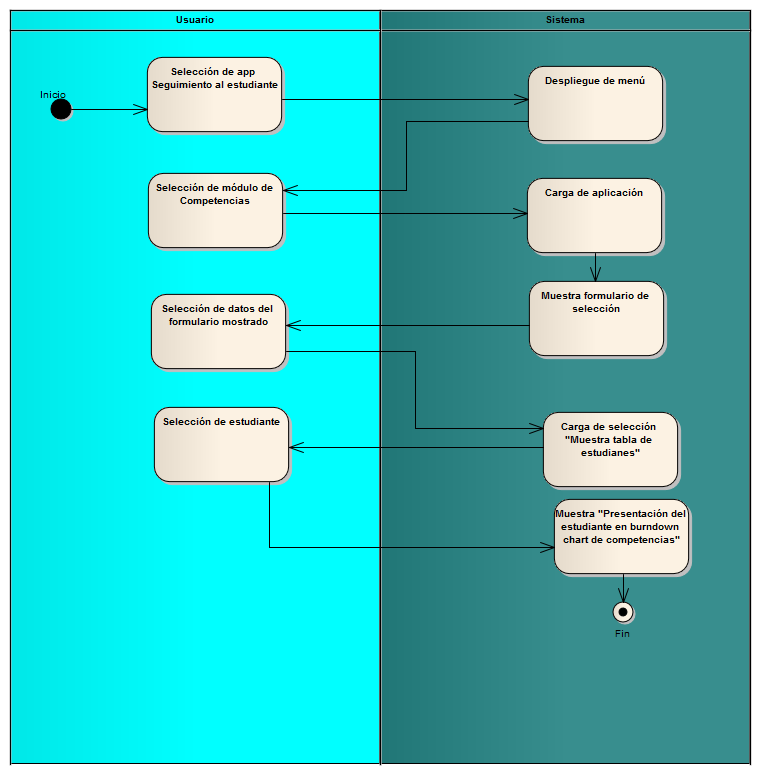 Usuario
Sistema
Inicio
Selección de app
Seguimiento al estudiante
Despliegue de menú
Selección de módulo de
Competencias
Carga de aplicación
Selección de datos del
formulario mostrado
Muestra formulario de
selección
Selección de estudiante
Carga de selección
"Muestra tabla de
estudianes"
Muestra "Presentación del
estudiante en burndown
chart de competencias"
Fin